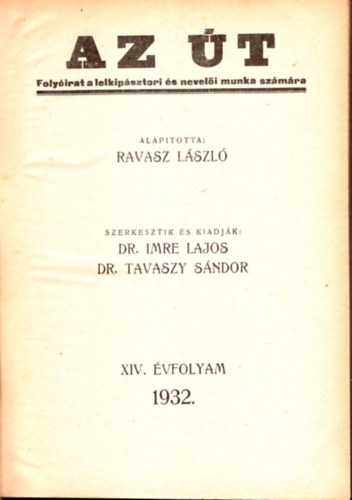 AZ ÚT
Folyóirat a lelkipásztori és nevelői munka számára
ALAPITOTTA:
RAVASZ LÁSZLÓ
SZERKESZTIK ÉS KIADJÁK:
DR. IMRE LAJOS
DR. TAVASZY SÁNDOR
XIV. ÉVFOLYAM
1932.